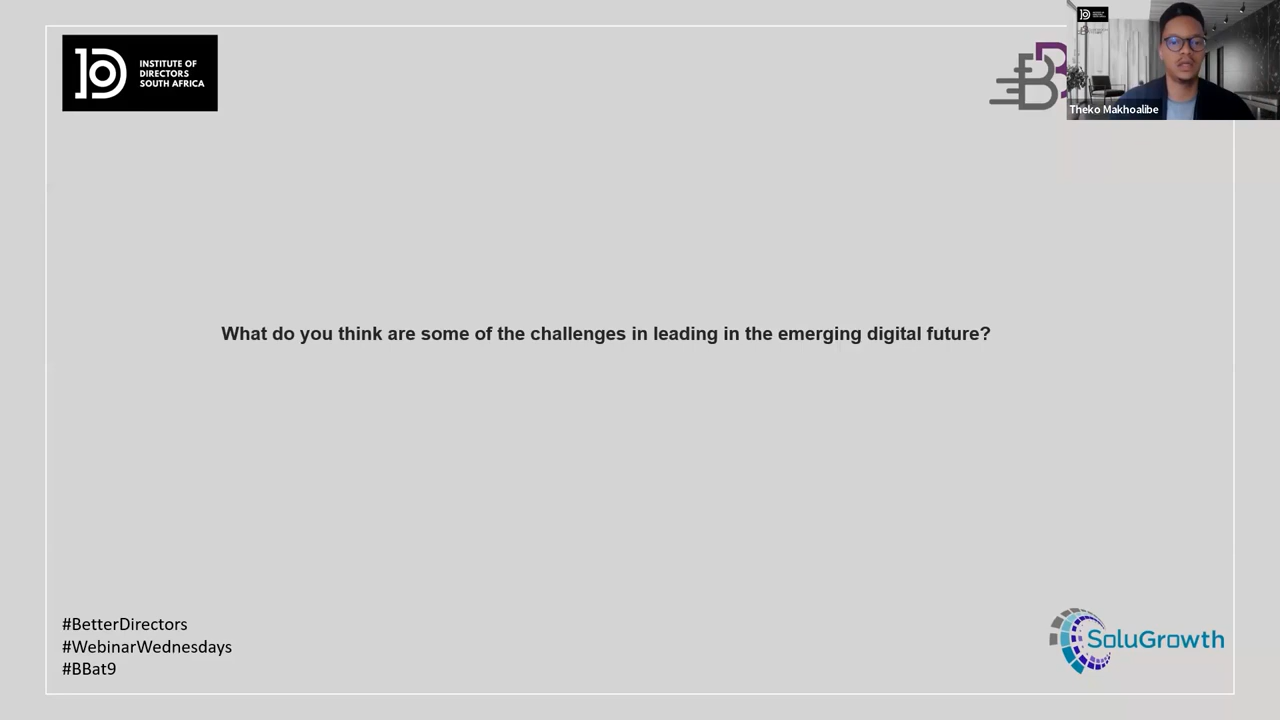 INSTITUTE OF
DIRECTORS
SOUTH AFRICA
Theko Makhoalibe
What do you think are some of the challenges in leading in the emerging digital future?
#BetterDirectors
#WebinarWednesdays
#BBat9
SoluGrowth